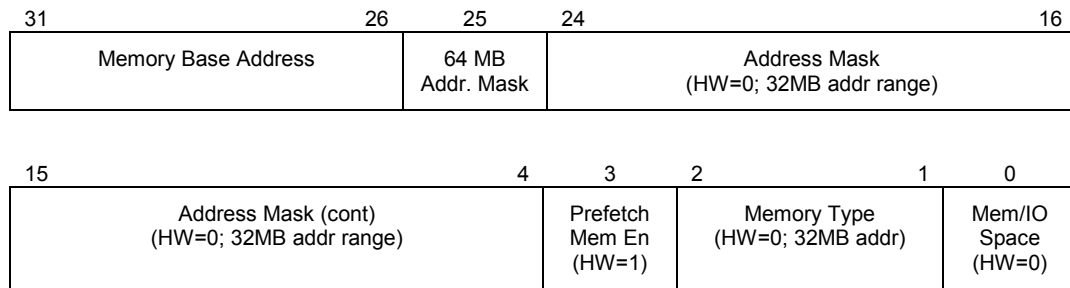 31 26 25 24 16
Memory Base Address 64 MB Address Mask
Addr. Mask (HW=0; 32MB addr range)
15 4 3 2 1 0
Address Mask (cont) Prefetch Memory Type Mem/IO
(HW=0; 32MB addr range) Mem En (HW=0; 32MB addr) Space
(HW=1) (HW=0)